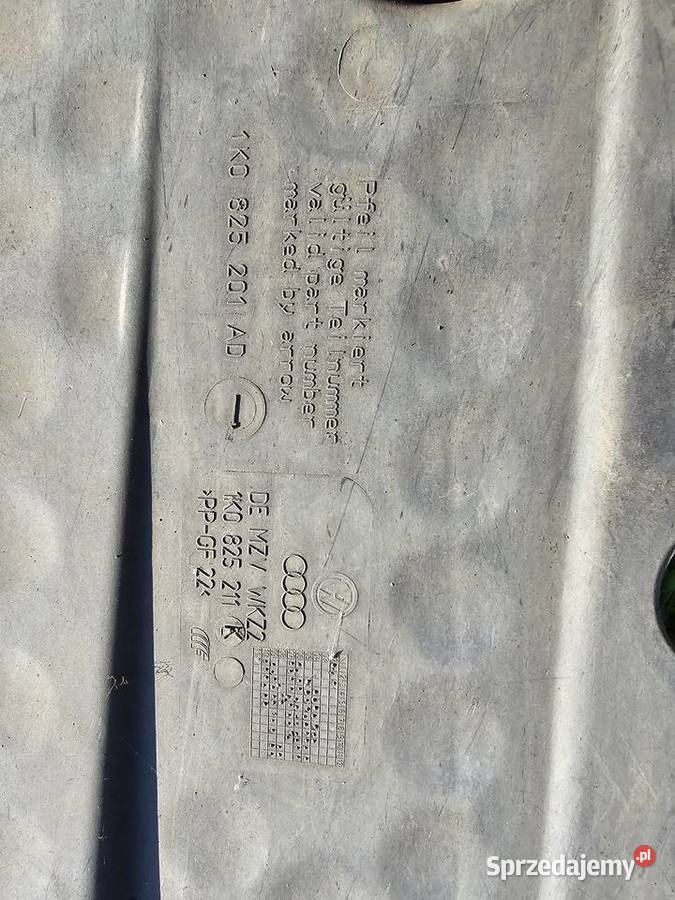 Pfeil markiert
gültige Teilnummer
valid part number
marked by arrow
1K0 825 201 AD
DE MZ/ WKZ2
1K0 825 211
>PP-GF 22<
Sprzedajemy.pl